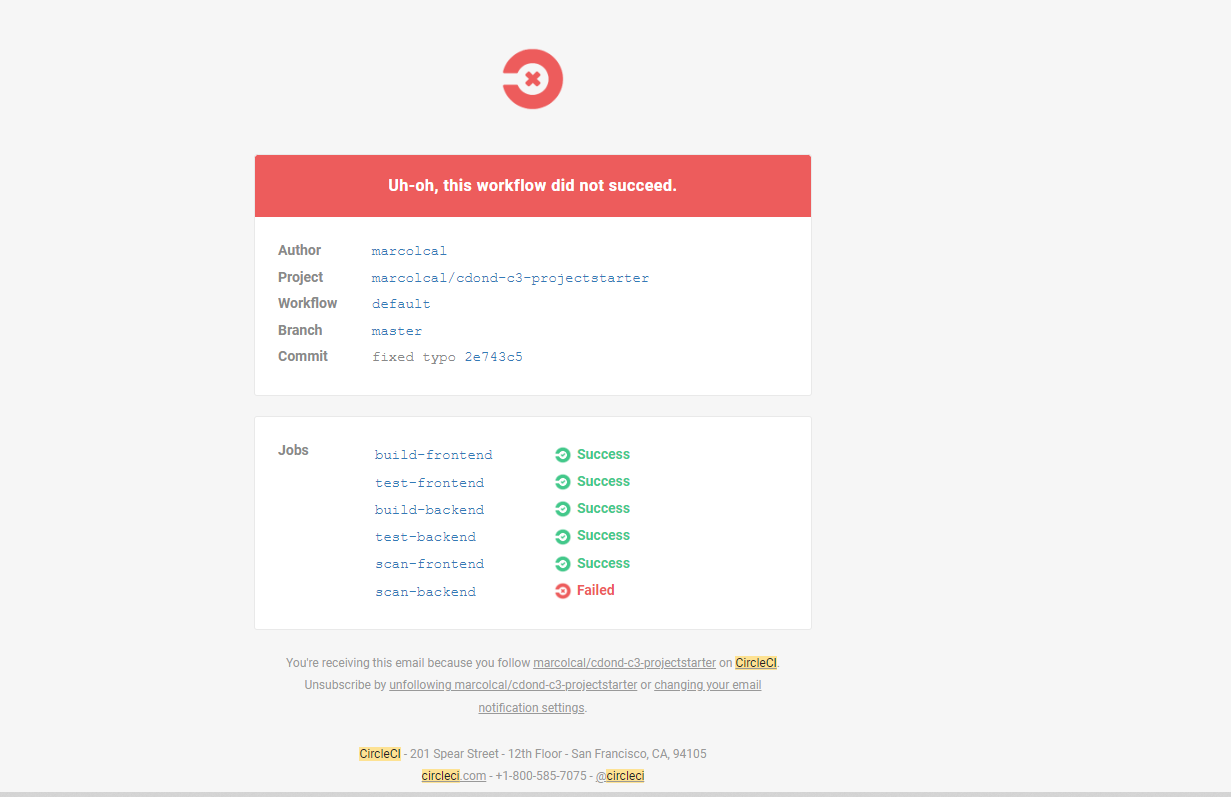 Uh-oh, this workflow did not succeed.
Author marcolcal
Project marcolcal/cdond-c3-projectstarter
Workflow default
Branch master
Commit fixed typo 2e743c5
Jobs build-frontend Success
test-frontend Success
build-backend Success
test-backend Success
scan-frontend Success
scan-backend Failed
You're receiving this email because you follow marcolcal/cdond-c3-projectstarter on CircleCI.
Unsubscribe by unfollowing marcolcal/cdond-c3-projectstarter or changing your email
notification settings.
CircleCI - 201 Spear Street - 12th Floor - San Francisco, CA, 94105
circleci.com - +1-800-585-7075 - @circleci